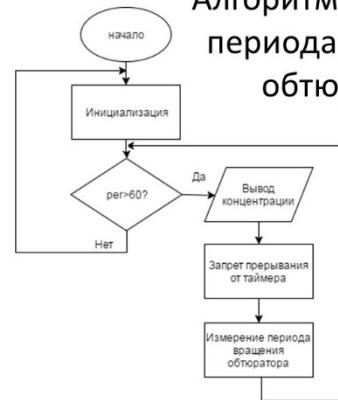 Алгоритм
периода
обтю
начало
Инициализация
per>60?
Да
Нет
Вывод
концентрации
Запрет прерывания
от таймера
Измерение периода
вращения
обтюратора